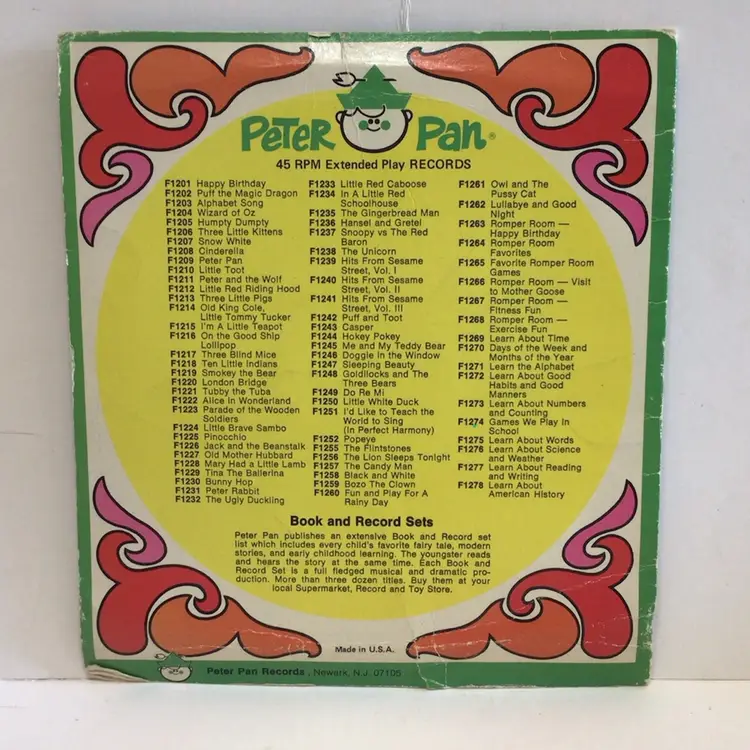 PETER Pan®
45 RPM Extended Play RECORDS
F1201 Happy Birthday
F1202 Puff the Magic Dragon
F1203 Alphabet Song
F1204 Wizard of Oz
F1205 Humpty Dumpty
F1206 Three Little Kittens
F1207 Snow White
F1208 Cinderella
F1209 Peter Pan
F1210 Little Toot
F1211 Peter and the Wolf
F1212 Little Red Riding Hood
F1213 Three Little Pigs
F1214 Old King Cole,
Little Tommy Tucker
F1215 I'm A Little Teapot
F1216 On the Good Ship
Lollipop
F1217 Three Blind Mice
F1218 Ten Little Indians
F1219 Smokey the Bear
F1220 London Bridge
F1221 Tubby the Tuba
F1222 Alice in Wonderland
F1223 Parade of the Wooden
Soldiers
F1224 Little Brave Sambo
F1225 Pinocchio
F1226 Jack and the Beanstalk
F1227 Old Mother Hubbard
F1228 Mary Had a Little Lamb
F1229 Tina The Ballerina
F1230 Bunny Hop
F1231 Peter Rabbit
F1232 The Ugly Duckling
F1233 Little Red Caboose
F1234 In A Little Red
Schoolhouse
F1235 The Gingerbread Man
F1236 Hansel and Gretel
F1237 Snoopy vs The Red
Baron
F1238 The Unicorn
F1239 Hits From Sesame
Street, Vol. I
F1240 Hits From Sesame
Street, Vol. II
F1241 Hits From Sesame
Street, Vol. III
F1242 Puff and Toot
F1243 Casper
F1244 Hokey Pokey
F1245 Me and My Teddy Bear
F1246 Doggie in the Window
F1247 Sleeping Beauty
F1248 Goldilocks and The
Three Bears
F1249 Do Re Mi
F1250 Little White Duck
F1251 I'd Like to Teach the
World to Sing
(In Perfect Harmony)
F1252 Popeye
F1255 The Flintstones
F1256 The Lion Sleeps Tonight
F1257 The Candy Man
F1258 Black and White
F1259 Bozo The Clown
F1260 Fun and Play For A
Rainy Day
F1261 Owl and The
Pussy Cat
F1262 Lullabye and Good
Night
F1263 Romper Room —
Happy Birthday
F1264 Romper Room
Favorites
F1265 Favorite Romper Room
Games
F1266 Romper Room — Visit
to Mother Goose
F1267 Romper Room —
Fitness Fun
F1268 Romper Room —
Exercise Fun
F1269 Learn About Time
F1270 Days of the Week and
Months of the Year
F1271 Learn the Alphabet
F1272 Learn About Good
Habits and Good
Manners
F1273 Learn About Numbers
and Counting
F1274 Games We Play in
School
F1275 Learn About Words
F1276 Learn About Science
and Weather
F1277 Learn About Reading
and Writing
F1278 Learn About
American History
Book and Record Sets
Peter Pan publishes an extensive Book and Record set
list which includes every child's favorite fairy tale, modern
stories, and early childhood learning. The youngster reads
and hears the story at the same time. Each Book and
Record Set is a full fledged musical and dramatic pro-
duction. More than three dozen titles. Buy them at your
local Supermarket, Record and Toy Store.
Made in U.S.A.
Peter Pan Records, Newark, N.J. 07105